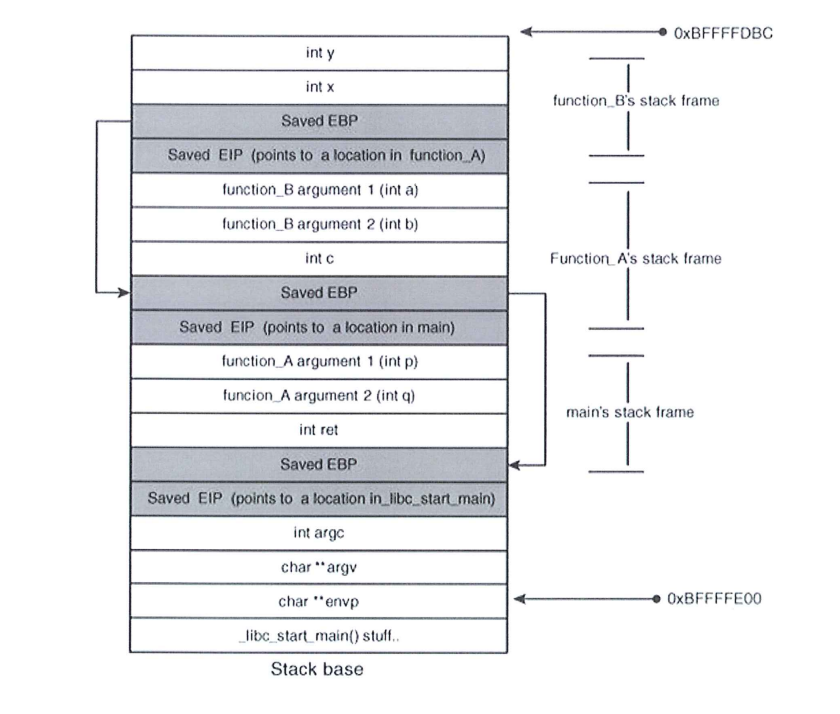 0xBFFFFDBC
int y
int x
function_B's stack frame
Saved EBP
Saved EIP (points to a location in function_A)
function_B argument 1 (int a)
function_B argument 2 (int b)
int c
Function_A's stack frame
Saved EBP
Saved EIP (points to a location in main)
function_A argument 1 (int p)
funcion_A argument 2 (int q)
main's stack frame
int ret
Saved EBP
Saved EIP (points to a location in_libc_start_main)
int argc
char **argv
char **envp
0xBFFFFE00
_libc_start_main() stuff..
Stack base